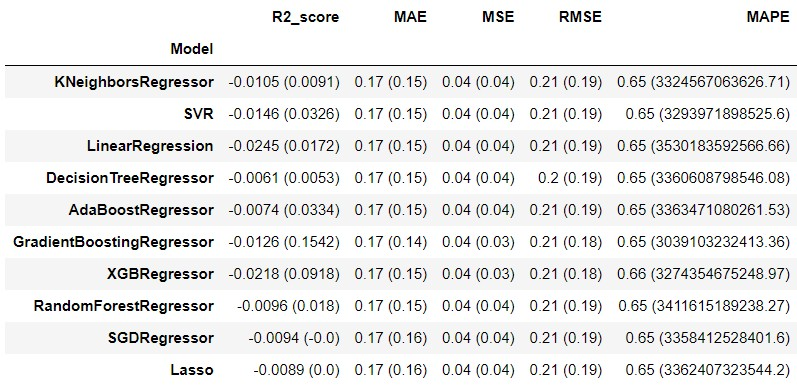 R2_score MAE MSE RMSE MAPE
Model
KNeighborsRegressor -0.0105 (0.0091) 0.17 (0.15) 0.04 (0.04) 0.21 (0.19) 0.65 (3324567063626.71)
SVR -0.0146 (0.0326) 0.17 (0.15) 0.04 (0.04) 0.21 (0.19) 0.65 (3293971898525.6)
LinearRegression -0.0245 (0.0172) 0.17 (0.15) 0.04 (0.04) 0.21 (0.19) 0.65 (3530183592566.66)
DecisionTreeRegressor -0.0061 (0.0053) 0.17 (0.15) 0.04 (0.04) 0.2 (0.19) 0.65 (3360608798546.08)
AdaBoostRegressor -0.0074 (0.0334) 0.17 (0.15) 0.04 (0.04) 0.21 (0.19) 0.65 (3363471080261.53)
GradientBoostingRegressor -0.0126 (0.1542) 0.17 (0.14) 0.04 (0.03) 0.21 (0.18) 0.65 (3039103232413.36)
XGBRegressor -0.0218 (0.0918) 0.17 (0.15) 0.04 (0.03) 0.21 (0.18) 0.66 (3274354675248.97)
RandomForestRegressor -0.0096 (0.018) 0.17 (0.15) 0.04 (0.04) 0.21 (0.19) 0.65 (3411615189238.27)
SGDRegressor -0.0094 (-0.0) 0.17 (0.16) 0.04 (0.04) 0.21 (0.19) 0.65 (3358412528401.6)
Lasso -0.0089 (0.0) 0.17 (0.16) 0.04 (0.04) 0.21 (0.19) 0.65 (3362407323544.2)